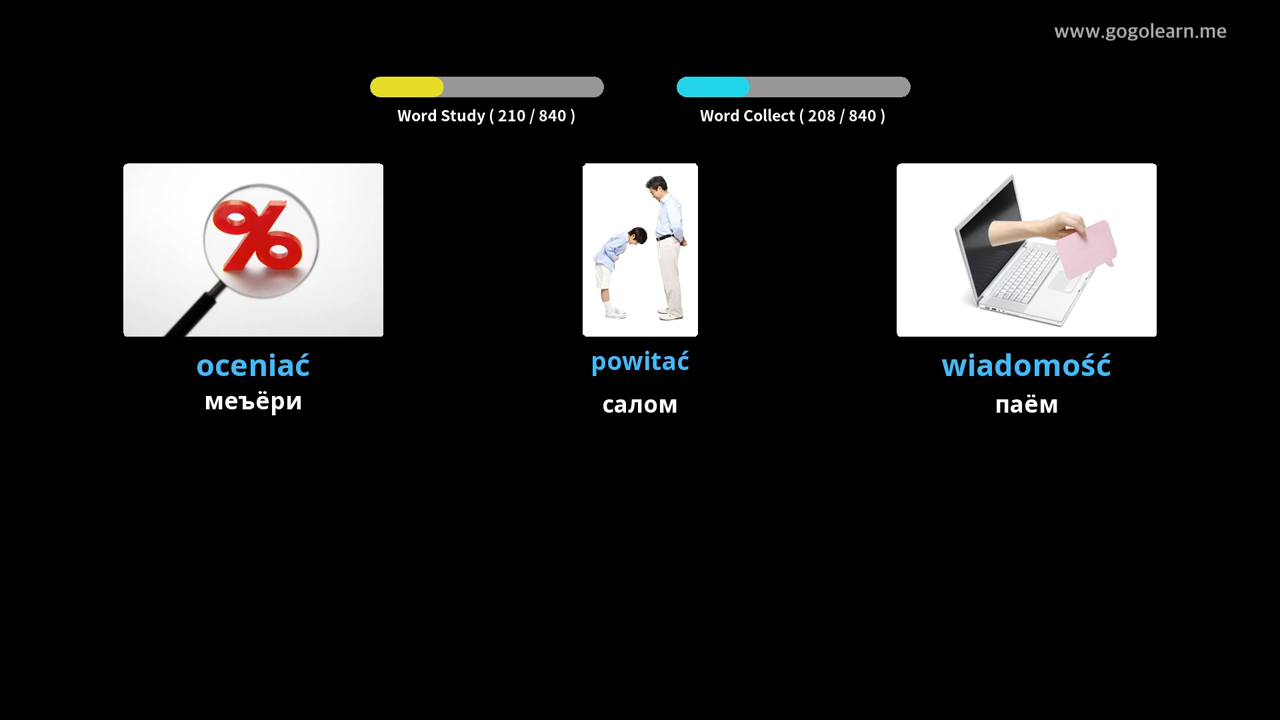 www.gogolearn.me
Word Study ( 210 / 840 )
Word Collect ( 208 / 840 )
%
oceniać
powitać
wiadomość
меъёри
салом
паём